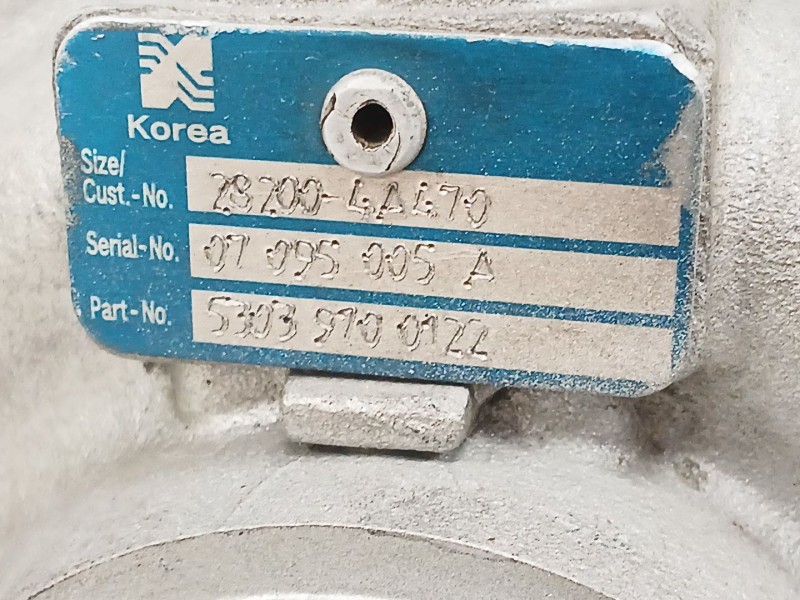 Korea
Size/
Cust.-No. 28200-4A470
Serial-No. 07 095 005 A
Part-No. 5303 970 0122